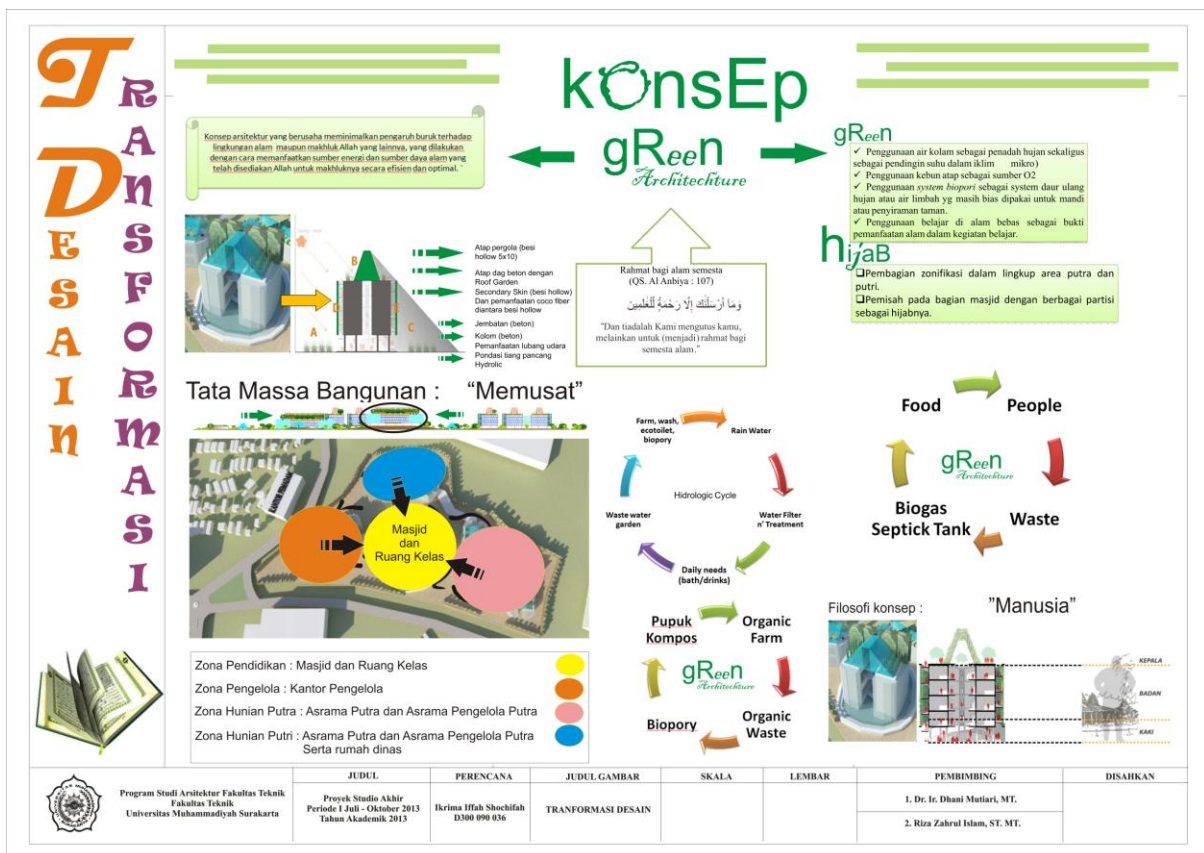 Transformasi
Desain
konsEp
gReen
Architechture
Konsep arsitektur yang berusaha meminimalkan pengaruh buruk terhadap
lingkungan alam maupun makhluk Allah yang lainnya, yang dilakukan
dengan cara memanfaatkan sumber energi dan sumber daya alam yang
telah disediakan Allah untuk makhluknya secara efisien dan optimal. `
gReen
✓ Penggunaan air kolam sebagai penadah hujan sekaligus
sebagai pendingin suhu dalam iklim mikro)
✓ Penggunaan kebun atap sebagai sumber O2
✓ Penggunaan system biopori sebagai system daur ulang
hujan atau air limbah yg masih bias dipakai untuk mandi
atau penyiraman taman.
✓ Penggunaan belajar di alam bebas sebagai bukti
pemanfaatan alam dalam kegiatan belajar.
hijaB
❑Pembagian zonifikasi dalam lingkup area putra dan
putri.
❑Pemisah pada bagian masjid dengan berbagai partisi
sebagai hijabnya.
A
B
C
D
E
Atap pergola (besi
hollow 5x10)
Atap dag beton dengan
Roof Garden
Secondary Skin (besi hollow)
Dan pemanfaatan coco fiber
diantara besi hollow
Jembatan (beton)
Kolom (beton)
Pemanfaatan lubang udara
Pondasi tiang pancang
Hydrolic
Rahmat bagi alam semesta
(QS. Al Anbiya : 107)
وَمَا أَرْسَلْنَٰكَ إِلَّا رَحْمَةً لِّلْعَٰلَمِينَ
"Dan tiadalah Kami mengutus kamu,
melainkan untuk (menjadi) rahmat bagi
semesta alam."
Tata Massa Bangunan : "Memusat"
Masjid
dan
Ruang Kelas
Zona Pendidikan : Masjid dan Ruang Kelas
Zona Pengelola : Kantor Pengelola
Zona Hunian Putra : Asrama Putra dan Asrama Pengelola Putra
Zona Hunian Putri : Asrama Putra dan Asrama Pengelola Putra
Serta rumah dinas
Farm, wash,
ecotoilet,
biopory
Rain Water
Hidrologic Cycle
Waste water
garden
Water Filter
n' Treatment
Daily needs
(bath/drinks)
Pupuk
Kompos
Organic
Farm
gReen
Architechture
Biopory
Organic
Waste
Food
People
gReen
Architechture
Biogas
Septick Tank
Waste
Filosofi konsep : "Manusia"
KEPALA
BADAN
KAKI
Program Studi Arsitektur Fakultas Teknik
Fakultas Teknik
Universitas Muhammadiyah Surakarta
JUDUL
Proyek Studio Akhir
Periode I Juli - Oktober 2013
Tahun Akademik 2013
PERENCANA
Ikrima Iffah Shochifah
D300 090 036
JUDUL GAMBAR
TRANFORMASI DESAIN
SKALA
LEMBAR
PEMBIMBING
1. Dr. Ir. Dhani Mutiari, MT.
2. Riza Zahrul Islam, ST. MT.
DISAHKAN